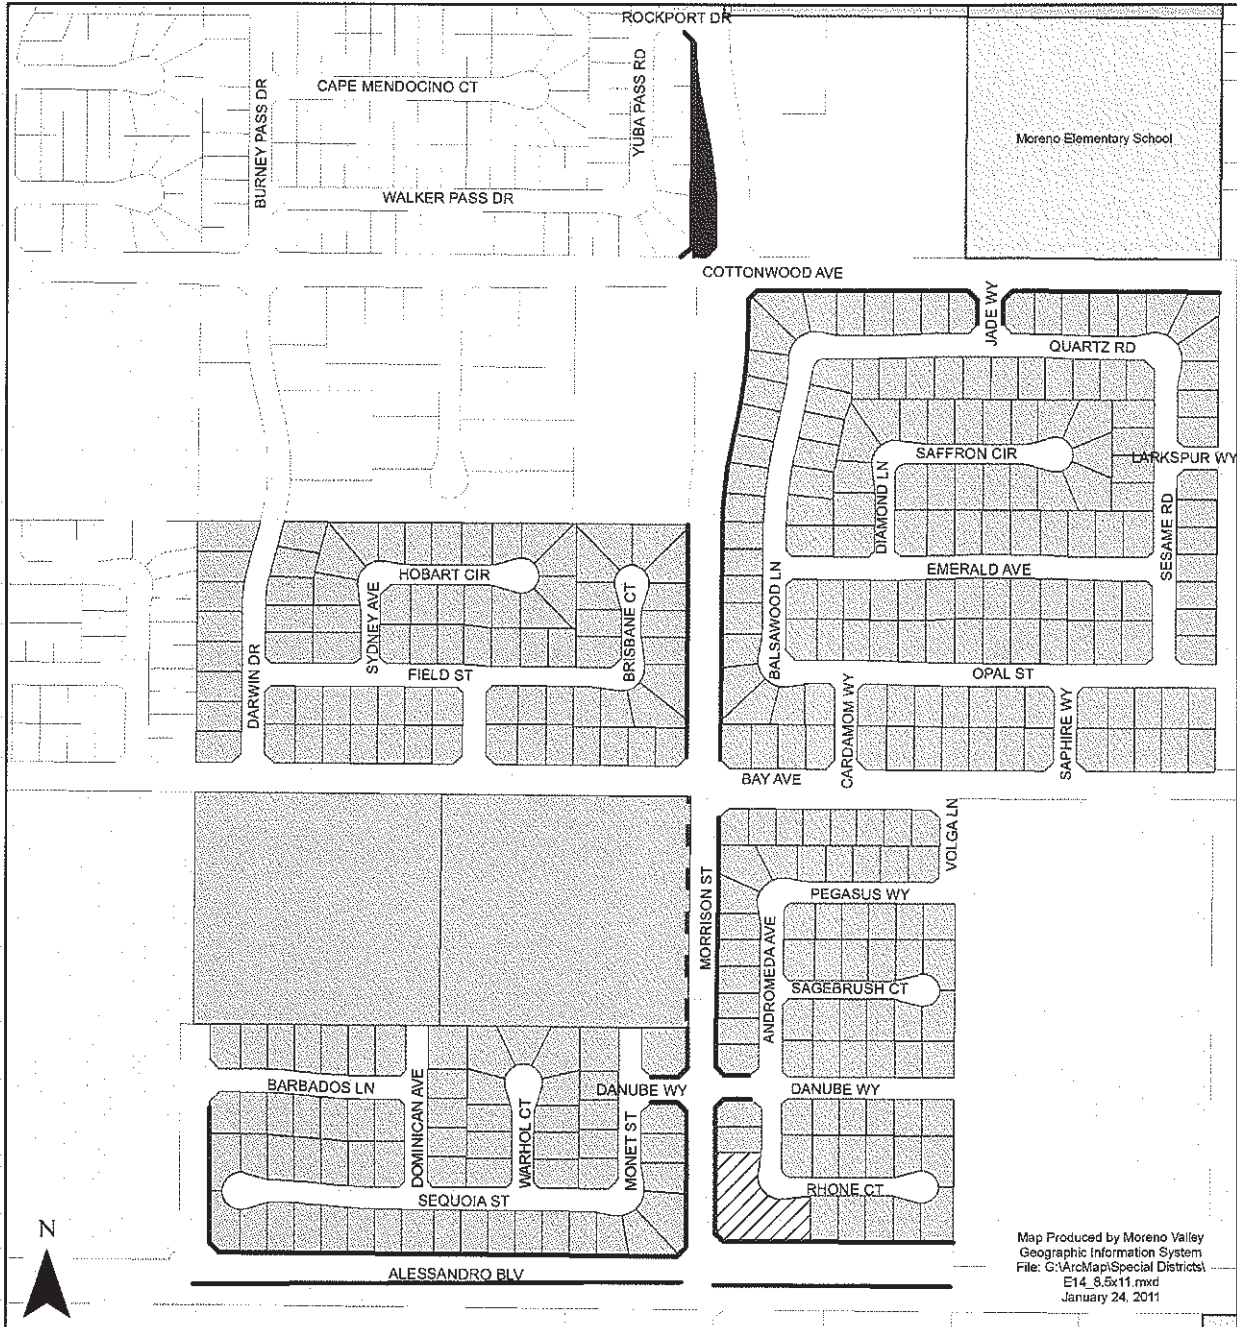 ROCKPORT DR
CAPE MENDOCINO CT
BURNEY PASS DR
YUBA PASS RD
Moreno Elementary School
WALKER PASS DR
COTTONWOOD AVE
JADE WY
QUARTZ RD
SAFFRON CIR
LARKSPUR WY
DIAMOND LN
SESAME RD
EMERALD AVE
HOBART CIR
SYDNEY AVE
BRISBANE CT
BALSAWOOD LN
FIELD ST
OPAL ST
DARWIN DR
CARDAMOM WY
SAPHIRE WY
BAY AVE
VOLGA LN
PEGASUS WY
MORRISON ST
ANDROMEDA AVE
SAGEBRUSH CT
BARBADOS LN
DOMINICAN AVE
DANUBE WY
DANUBE WY
WARHOL CT
MONET ST
SEQUOIA ST
RHONE CT
N
ALESSANDRO BLV
Map Produced by Moreno Valley
Geographic Information System
File: G:\ArcMap\Special Districts\
E14_8.5x11.mxd
January 24, 2011